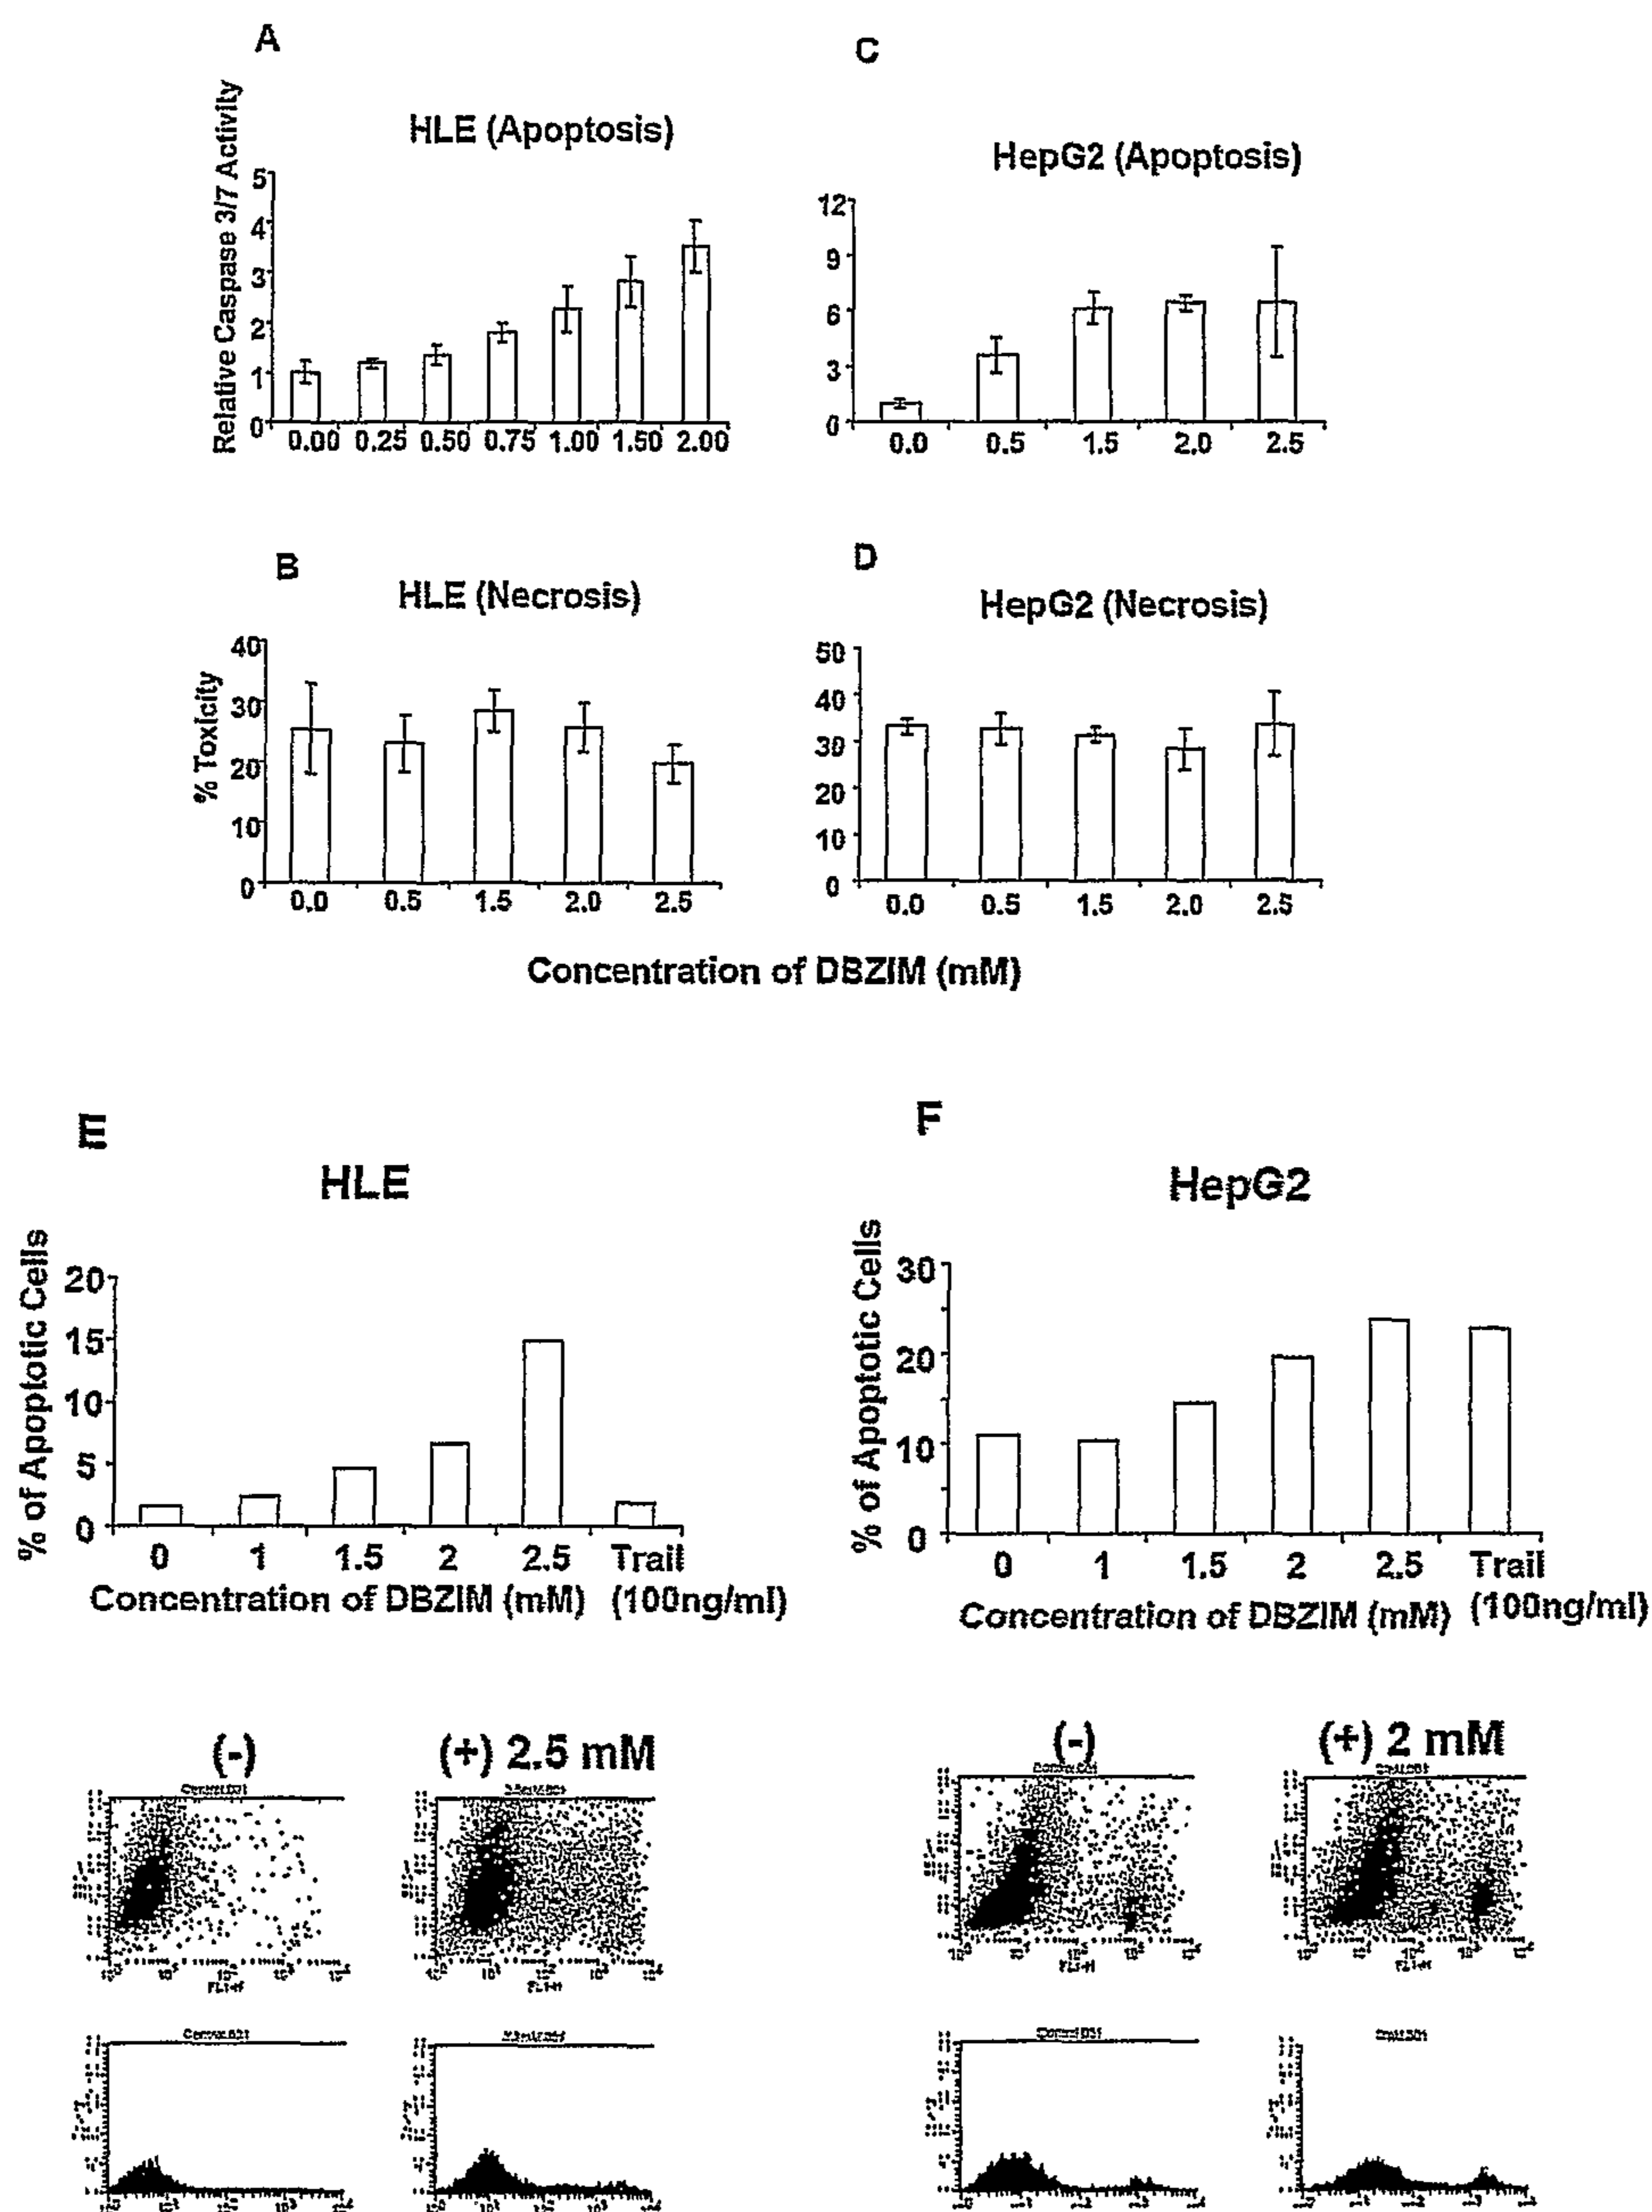 A
HLE (Apoptosis)
Relative Caspase 3/7 Activity
5
4
3
2
1
0
0.00 0.25 0.50 0.75 1.00 1.50 2.00
C
HepG2 (Apoptosis)
12
9
6
3
0
0.0 0.5 1.5 2.0 2.5
B
HLE (Necrosis)
% Toxicity
40
30
20
10
0
0.0 0.5 1.5 2.0 2.5
D
HepG2 (Necrosis)
50
40
30
20
10
0
0.0 0.5 1.5 2.0 2.5
Concentration of DBZIM (mM)
E
HLE
% of Apoptotic Cells
20
15
10
5
0
0 1 1.5 2 2.5 Trail
Concentration of DBZIM (mM) (100ng/ml)
F
HepG2
% of Apoptotic Cells
30
20
10
0
0 1 1.5 2 2.5 Trail
Concentration of DBZIM (mM) (100ng/ml)
(-)
(+) 2.5 mM
(-)
(+) 2 mM